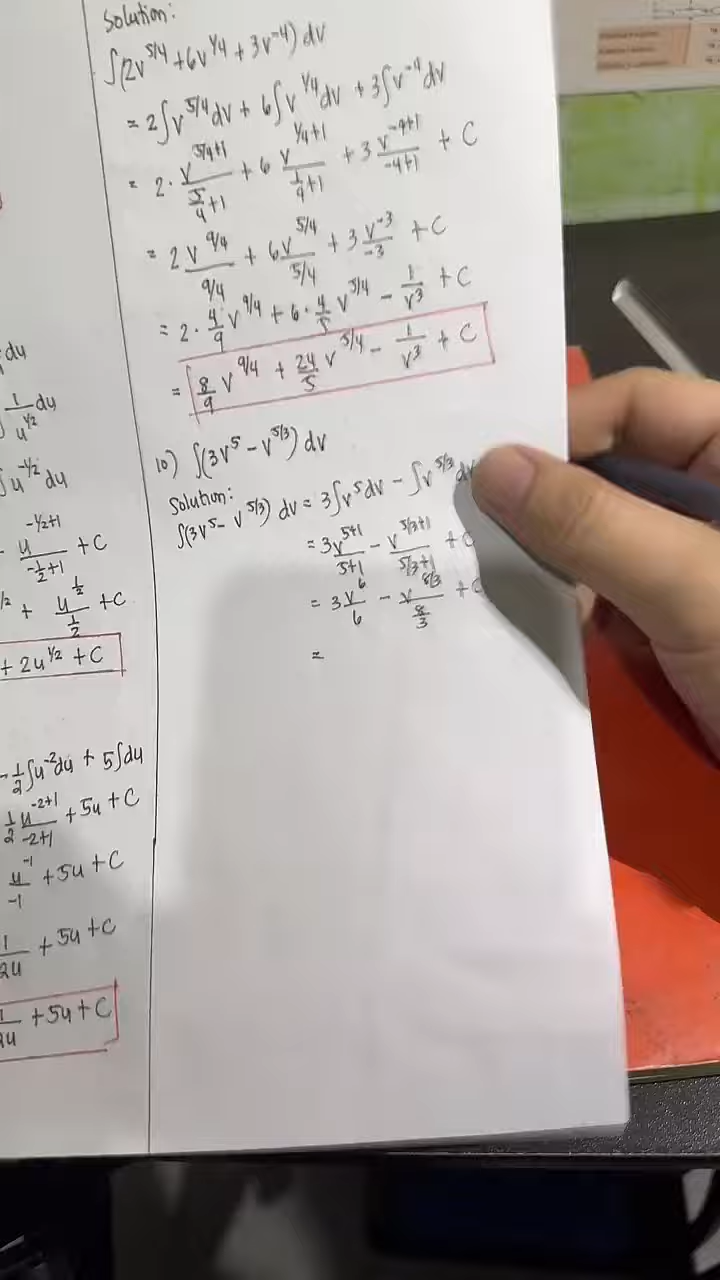 du
1/u^1/2 du
∫u^-1/2 du
u^-1/2+1/-1/2+1 + C
+ u^1/2/1/2 + C
+ 2u^1/2 + C
-1/2∫u^-2du + 5∫du
1/2 u^-2+1/-2+1 + 5u + C
u^-1/-1 + 5u + C
1/2u + 5u + C
+ 5u + C
Solution:
∫(2v^5/4 + 6v^1/4 + 3v^-4) dv
= 2∫v^5/4 dv + 6∫v^1/4 dv + 3∫v^-4 dv
= 2 · v^5/4+1/5/4+1 + 6 v^1/4+1/1/4+1 + 3 v^-4+1/-4+1 + C
= 2 v^9/4/9/4 + 6v^5/4/5/4 + 3 v^-3/-3 + C
= 2 · 4/9 v^9/4 + 6 · 4/5 v^5/4 - 1/v^3 + C
= 8/9 v^9/4 + 24/5 v^5/4 - 1/v^3 + C
10) ∫(3v^5 - v^5/3) dv
Solution:
∫(3v^5 - v^5/3) dv = 3∫v^5 dv - ∫v^5/3 dv
= 3v^5+1/5+1 - v^5/3+1/5/3+1 + C
= 3v^6/6 - v^8/3/8/3 + C
=